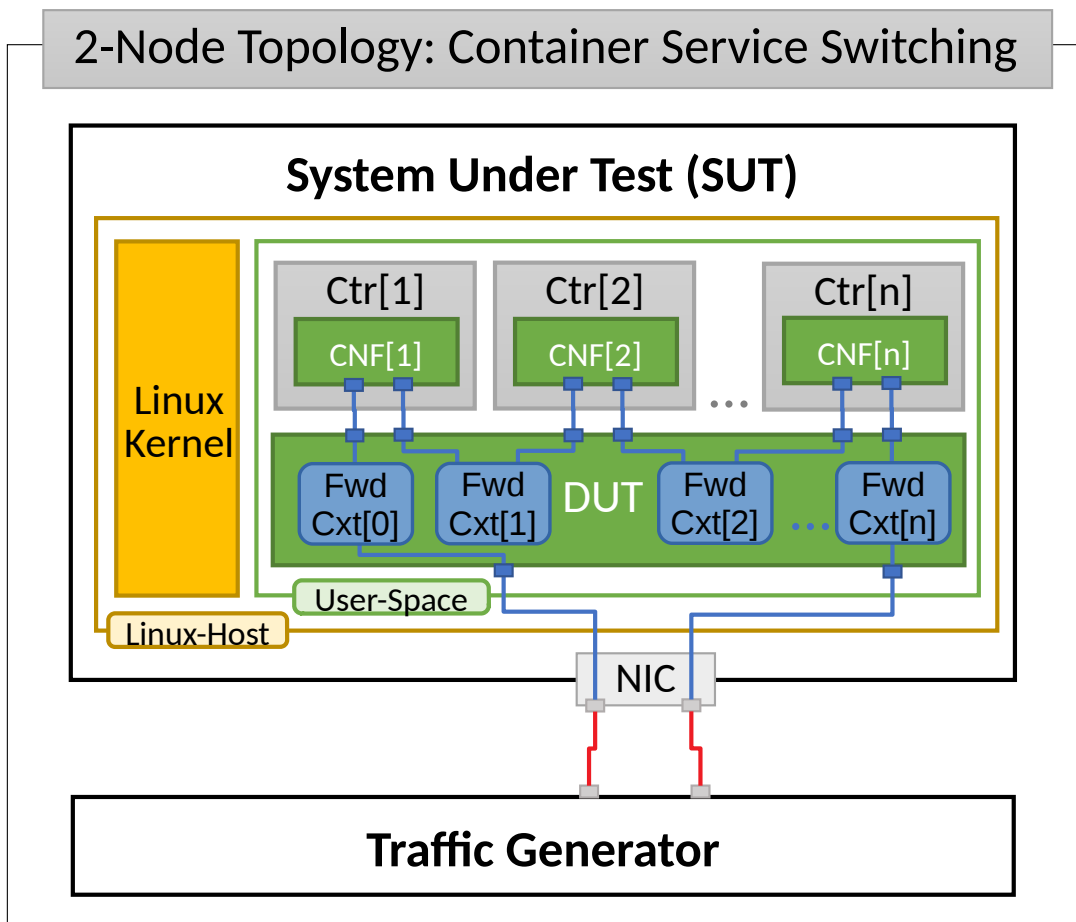 2-Node Topology: Container Service Switching
System Under Test (SUT)
Linux
Kernel
Ctr[1]
CNF[1]
Ctr[2]
CNF[2]
...
Ctr[n]
CNF[n]
Fwd
Cxt[0]
Fwd
Cxt[1]
DUT
Fwd
Cxt[2]
...
Fwd
Cxt[n]
User-Space
Linux-Host
NIC
Traffic Generator